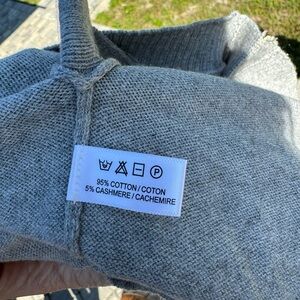 P
95% COTTON / COTON
5% CASHMERE / CACHEMIRE